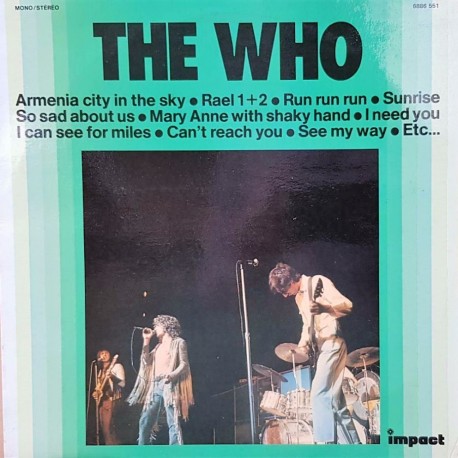 MONO/STEREO
6886 551
THE WHO
Armenia city in the sky • Rael 1+2 • Run run run • Sunrise
So sad about us • Mary Anne with shaky hand • I need you
I can see for miles • Can't reach you • See my way • Etc...
impact